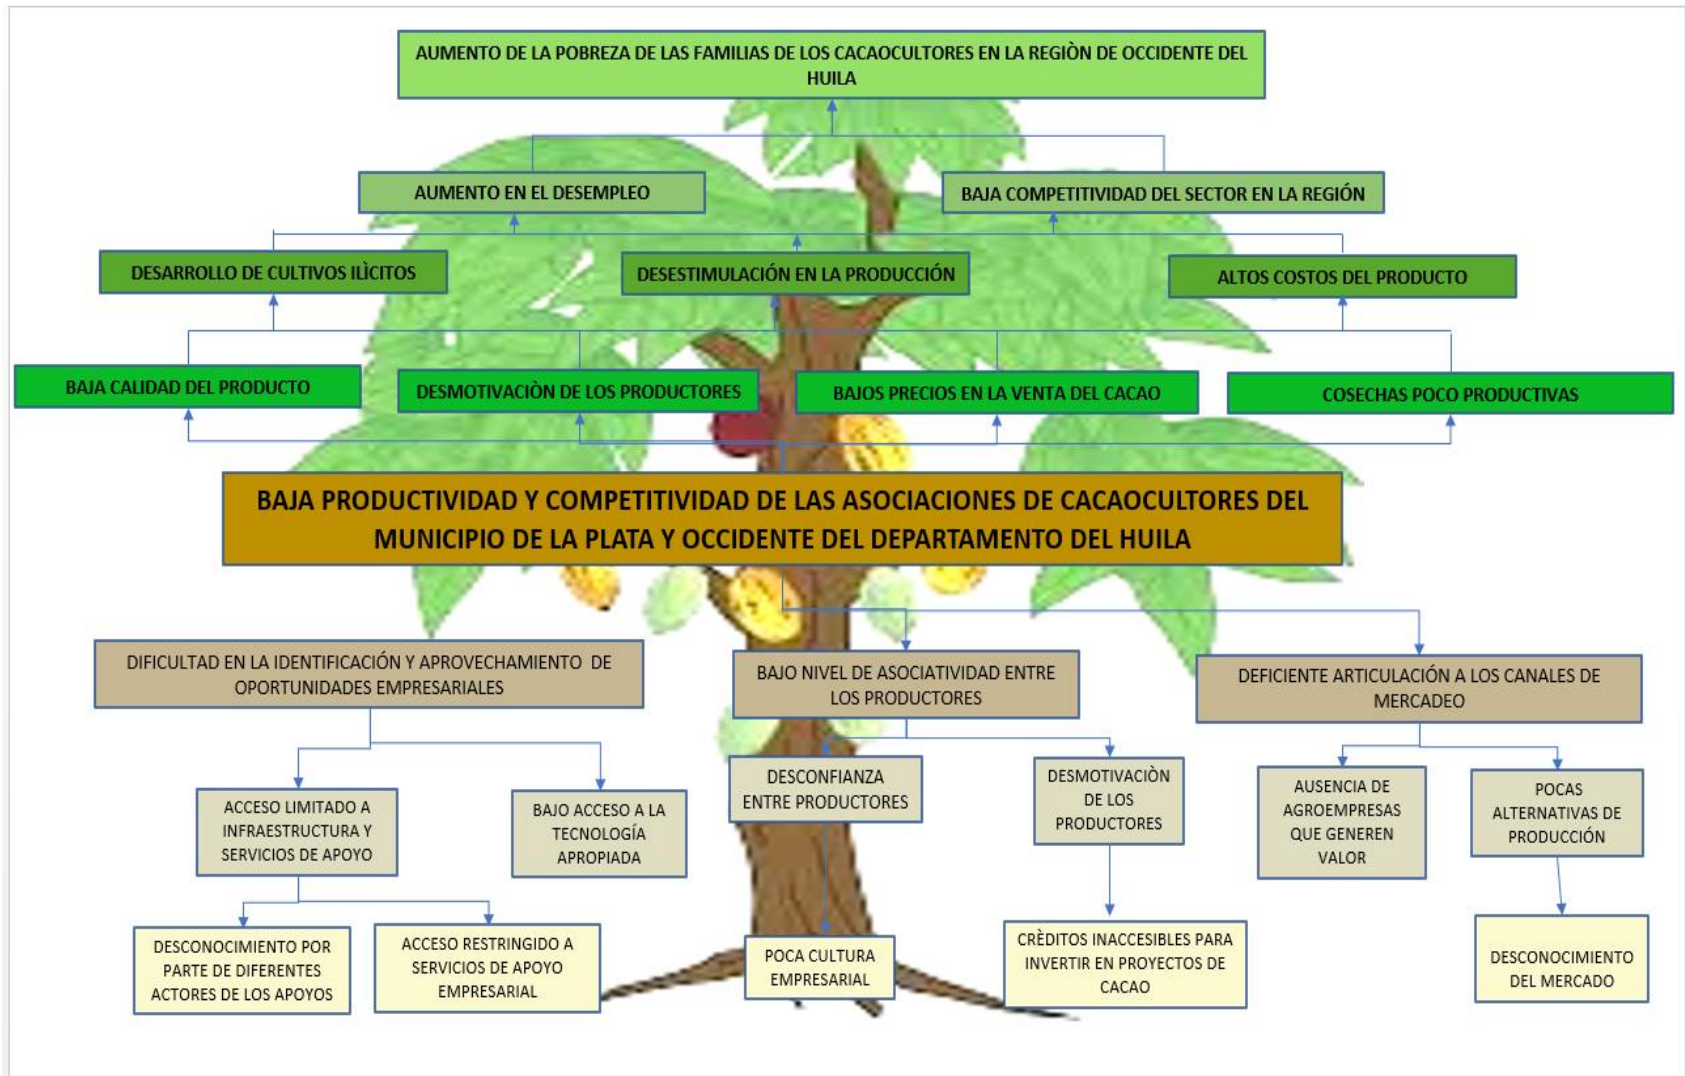 AUMENTO DE LA POBREZA DE LAS FAMILIAS DE LOS CACAOCULTORES EN LA REGIÒN DE OCCIDENTE DEL
HUILA
AUMENTO EN EL DESEMPLEO
BAJA COMPETITIVIDAD DEL SECTOR EN LA REGIÓN
DESARROLLO DE CULTIVOS ILÌCITOS
DESESTIMULACIÓN EN LA PRODUCCIÓN
ALTOS COSTOS DEL PRODUCTO
BAJA CALIDAD DEL PRODUCTO
DESMOTIVACIÒN DE LOS PRODUCTORES
BAJOS PRECIOS EN LA VENTA DEL CACAO
COSECHAS POCO PRODUCTIVAS
BAJA PRODUCTIVIDAD Y COMPETITIVIDAD DE LAS ASOCIACIONES DE CACAOCULTORES DEL
MUNICIPIO DE LA PLATA Y OCCIDENTE DEL DEPARTAMENTO DEL HUILA
DIFICULTAD EN LA IDENTIFICACIÓN Y APROVECHAMIENTO DE
OPORTUNIDADES EMPRESARIALES
BAJO NIVEL DE ASOCIATIVIDAD ENTRE
LOS PRODUCTORES
DEFICIENTE ARTICULACIÓN A LOS CANALES DE
MERCADEO
ACCESO LIMITADO A
INFRAESTRUCTURA Y
SERVICIOS DE APOYO
BAJO ACCESO A LA
TECNOLOGÍA
APROPIADA
DESCONFIANZA
ENTRE PRODUCTORES
DESMOTIVACIÒN
DE LOS
PRODUCTORES
AUSENCIA DE
AGROEMPRESAS
QUE GENEREN
VALOR
POCAS
ALTERNATIVAS DE
PRODUCCIÓN
DESCONOCIMIENTO POR
PARTE DE DIFERENTES
ACTORES DE LOS APOYOS
ACCESO RESTRINGIDO A
SERVICIOS DE APOYO
EMPRESARIAL
POCA CULTURA
EMPRESARIAL
CRÈDITOS INACCESIBLES PARA
INVERTIR EN PROYECTOS DE
CACAO
DESCONOCIMIENTO
DEL MERCADO